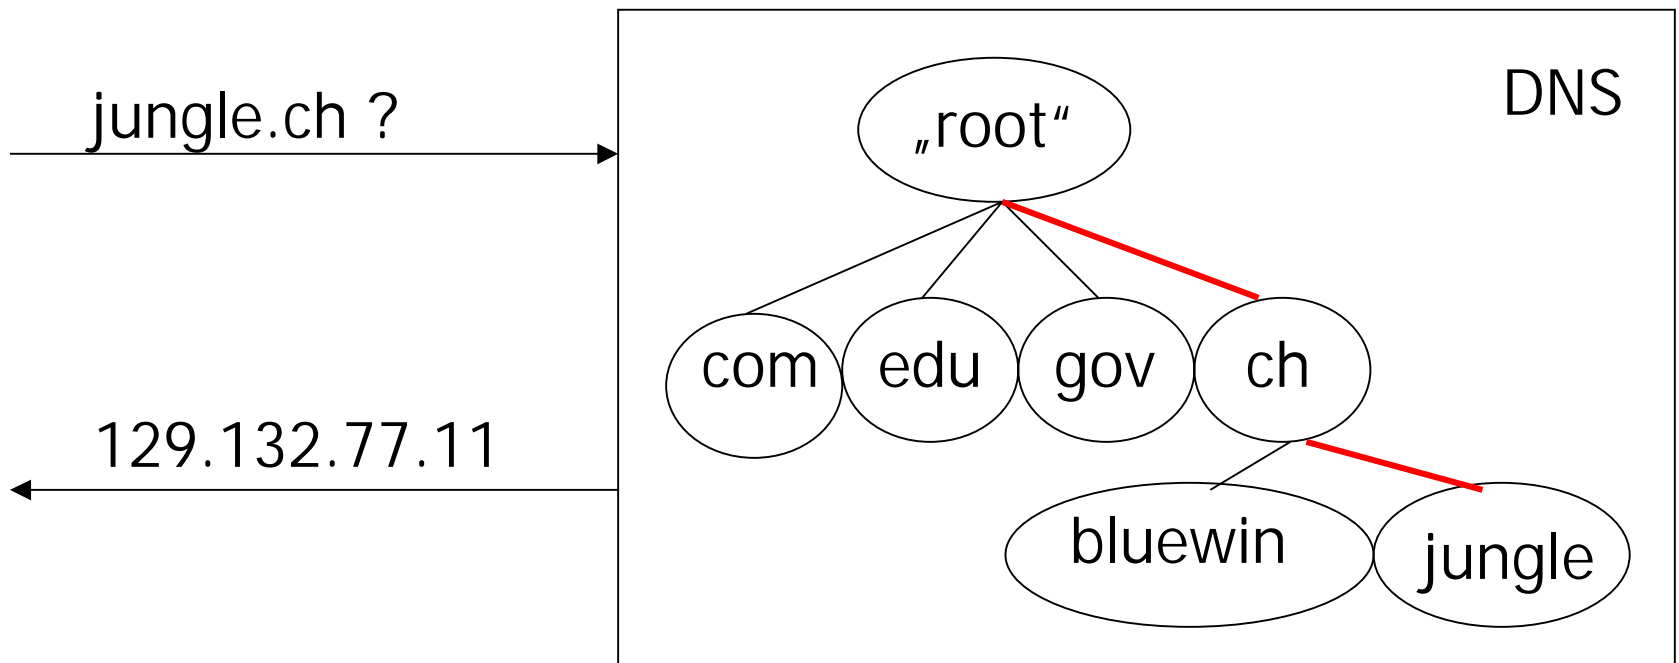 jungle.ch ?
DNS
„root“
com
edu
gov
ch
129.132.77.11
bluewin
jungle